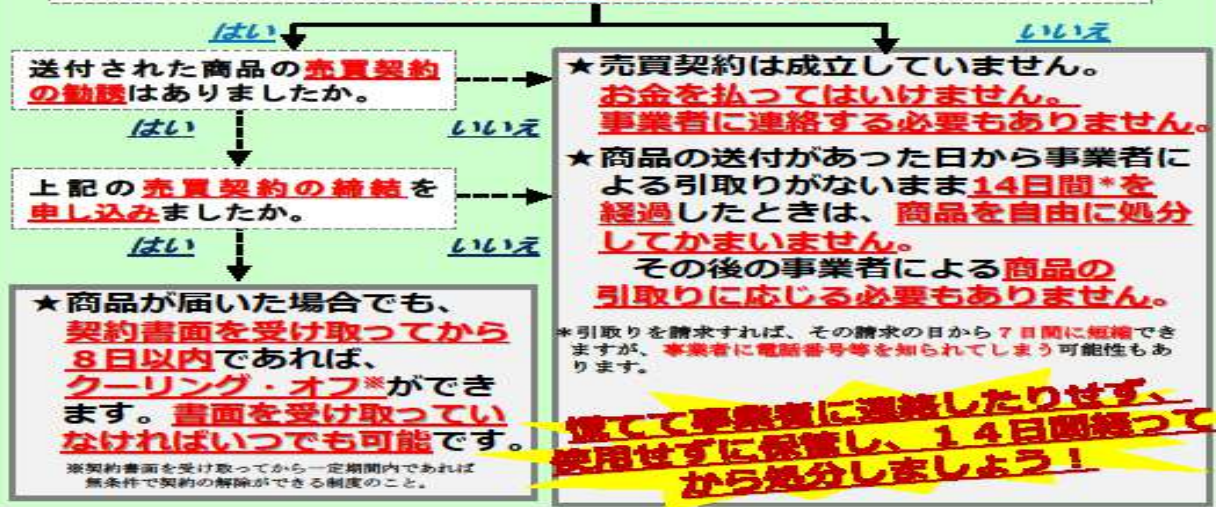 はい
いいえ
送付された商品の売買契約
の勧誘はありましたか。
はい
いいえ
上記の売買契約の締結を
申し込みましたか。
はい
いいえ
★商品が届いた場合でも、
契約書面を受け取ってから
8日以内であれば、
クーリング・オフ※ができ
ます。書面を受け取ってい
なければいつでも可能です。
※契約書面を受け取ってから一定期間内であれば
無条件で契約の解除ができる制度のこと。
★売買契約は成立していません。
お金を払ってはいけません。
事業者に連絡する必要もありません。
★商品の送付があった日から事業者に
よる引取りがないまま14日間*を
経過したときは、商品を自由に処分
してかまいません。
その後の事業者による商品の
引取りに応じる必要もありません。
*引取りを請求すれば、その請求の日から7日間に短縮でき
ますが、事業者に電話番号等を知られてしまう可能性もあ
ります。
慌てて事業者に連絡したりせず、
使用せずに保管し、14日間経って
から処分しましょう！